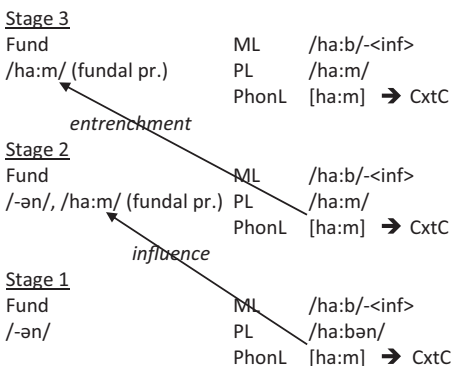 Stage 3
Fund ML /ha:b/-<inf>
/ha:m/ (fundal pr.) PL /ha:m/
PhonL [ha:m] ➔ CxtC
entrenchment
Stage 2
Fund ML /ha:b/-<inf>
/-ən/, /ha:m/ (fundal pr.) PL /ha:m/
PhonL [ha:m] ➔ CxtC
influence
Stage 1
Fund ML /ha:b/-<inf>
/-ən/ PL /ha:bən/
PhonL [ha:m] ➔ CxtC